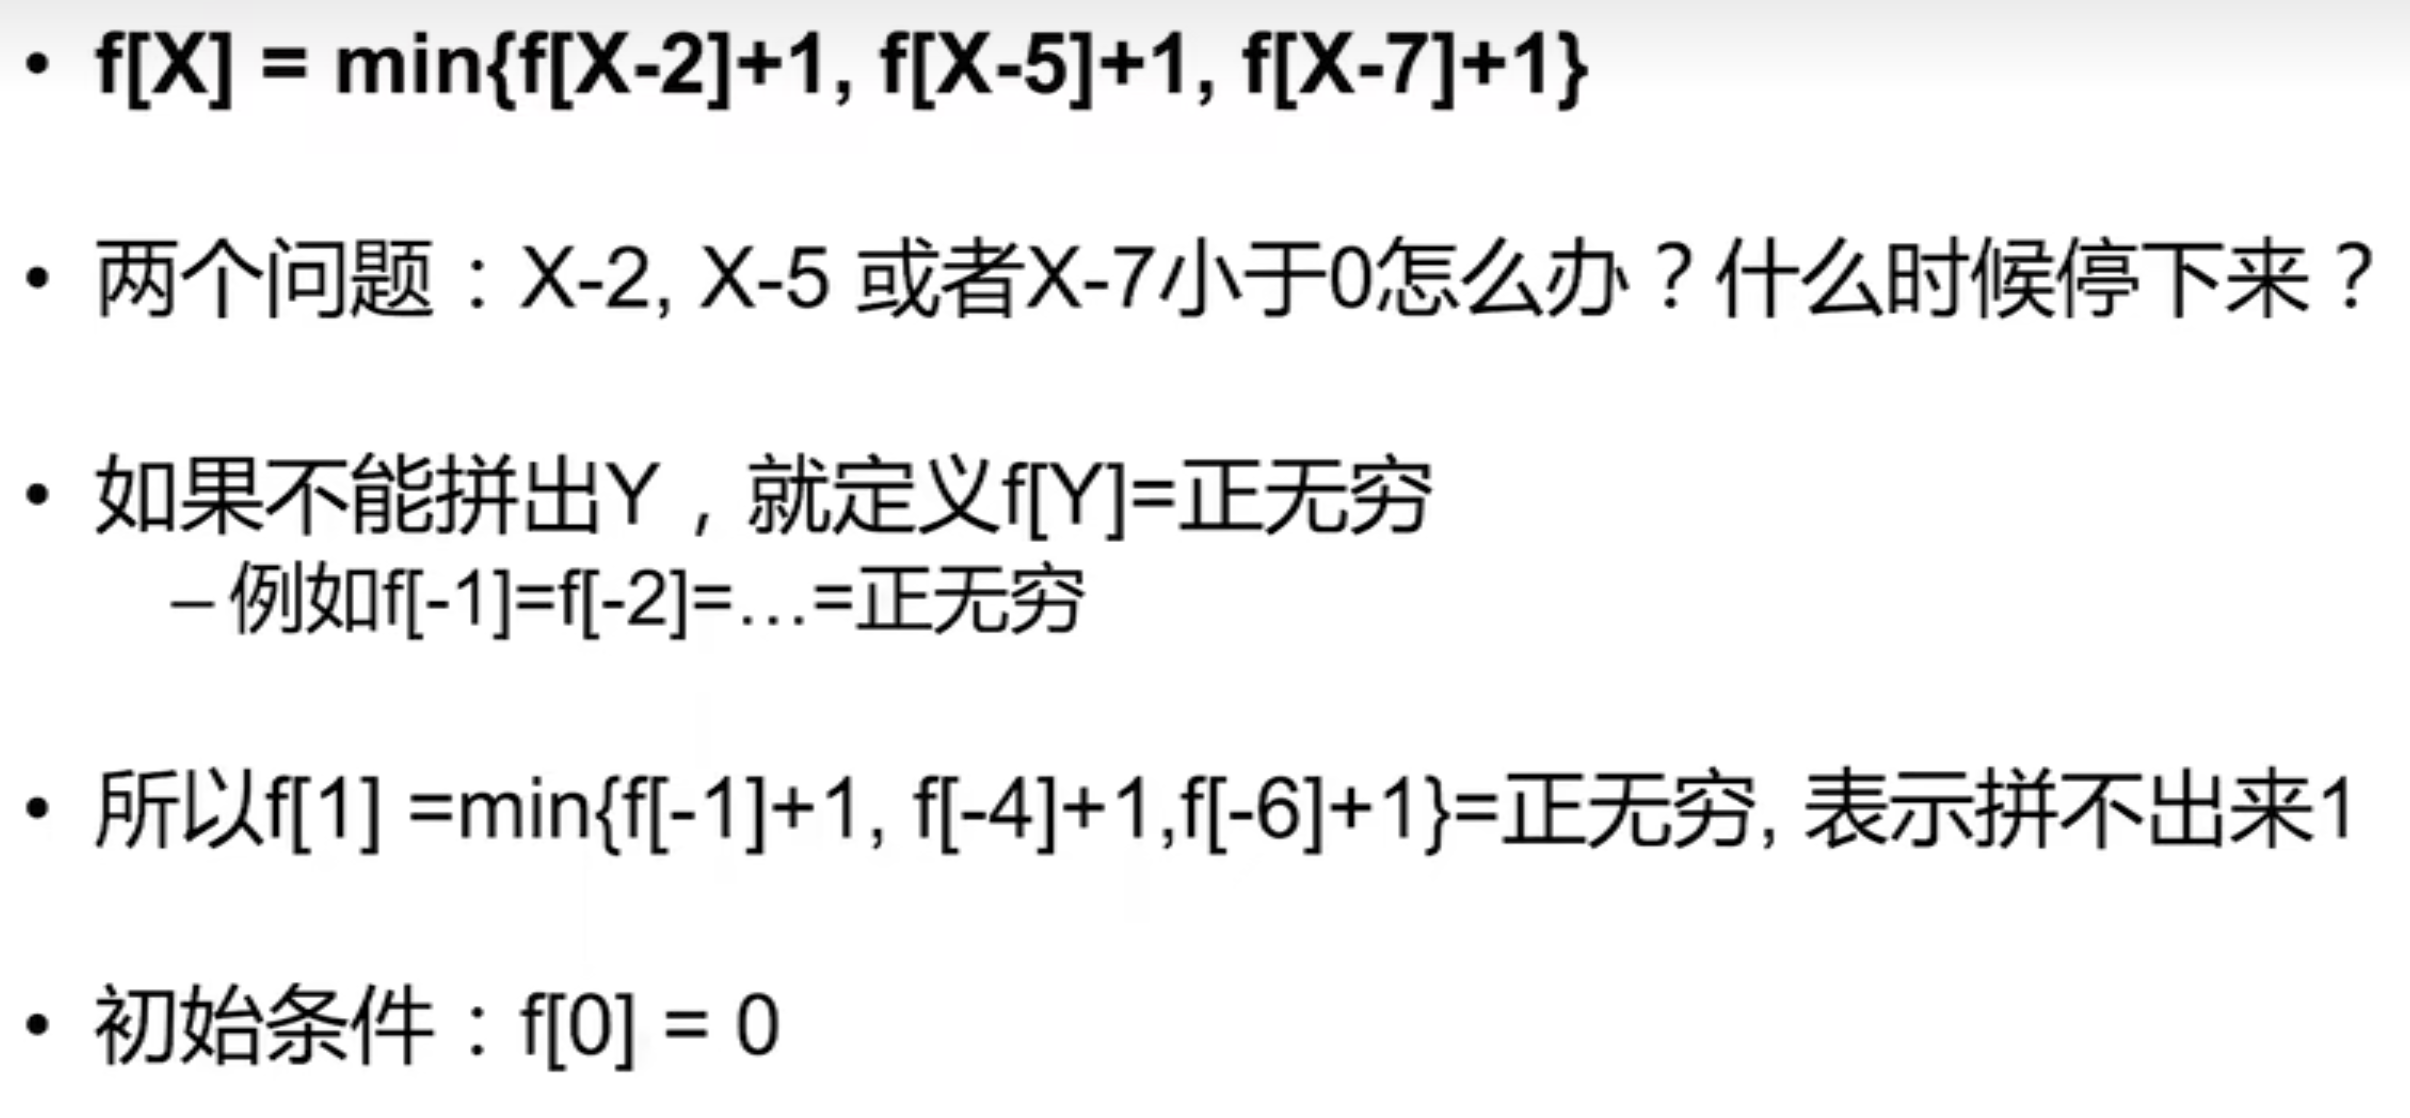 • f[X] = min{f[X-2]+1, f[X-5]+1, f[X-7]+1}
• 两个问题：X-2, X-5 或者X-7小于0怎么办？什么时候停下来？
• 如果不能拼出Y，就定义f[Y]=正无穷
– 例如f[-1]=f[-2]=…=正无穷
• 所以f[1] =min{f[-1]+1, f[-4]+1,f[-6]+1}=正无穷, 表示拼不出来1
• 初始条件：f[0] = 0